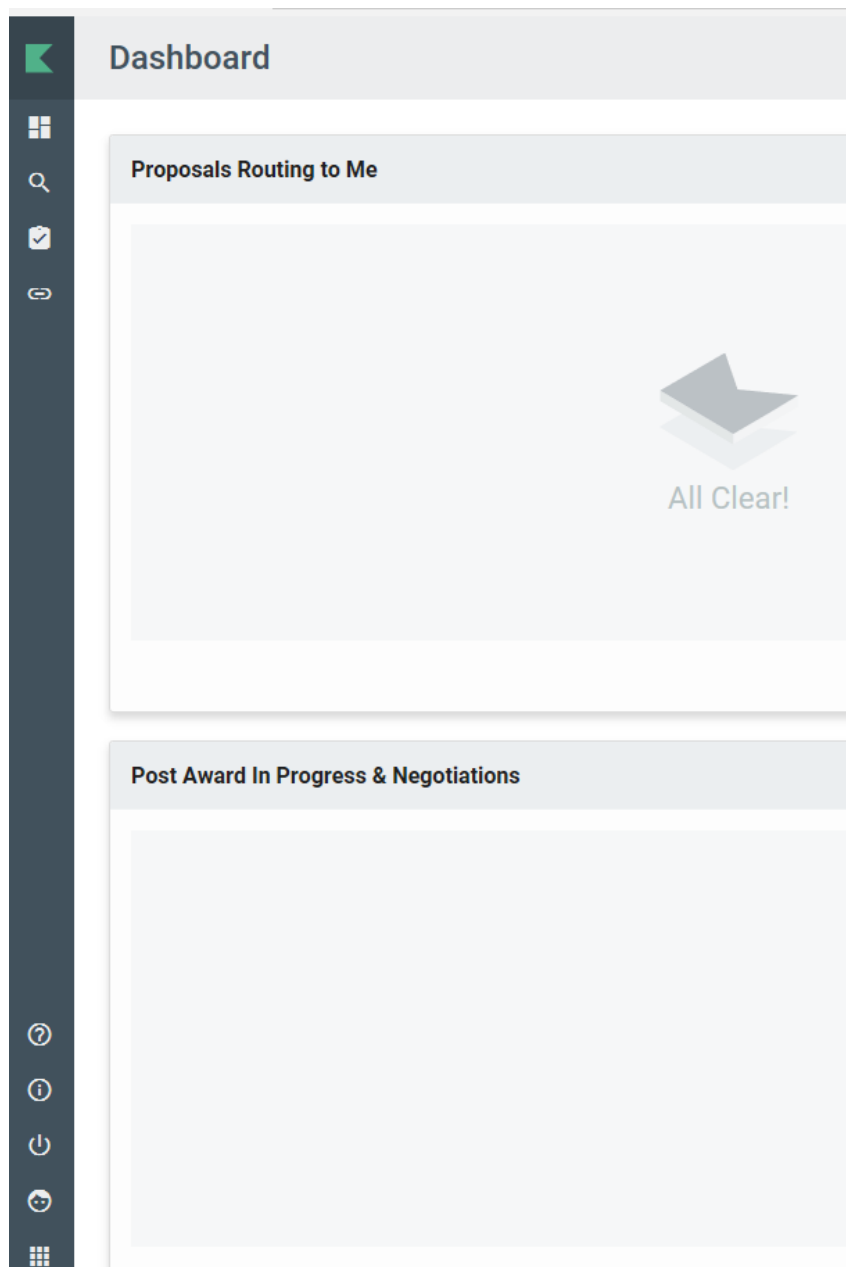 Dashboard
Proposals Routing to Me
All Clear!
Post Award In Progress & Negotiations